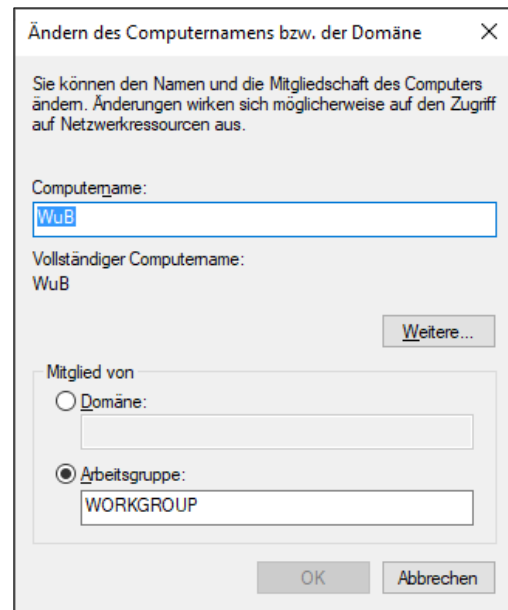 Ändern des Computernamens bzw. der Domäne
Sie können den Namen und die Mitgliedschaft des Computers
ändern. Änderungen wirken sich möglicherweise auf den Zugriff
auf Netzwerkressourcen aus.
Computername:
WuB
Vollständiger Computername:
WuB
Weitere...
Mitglied von
Domäne:
Arbeitsgruppe:
WORKGROUP
OK Abbrechen